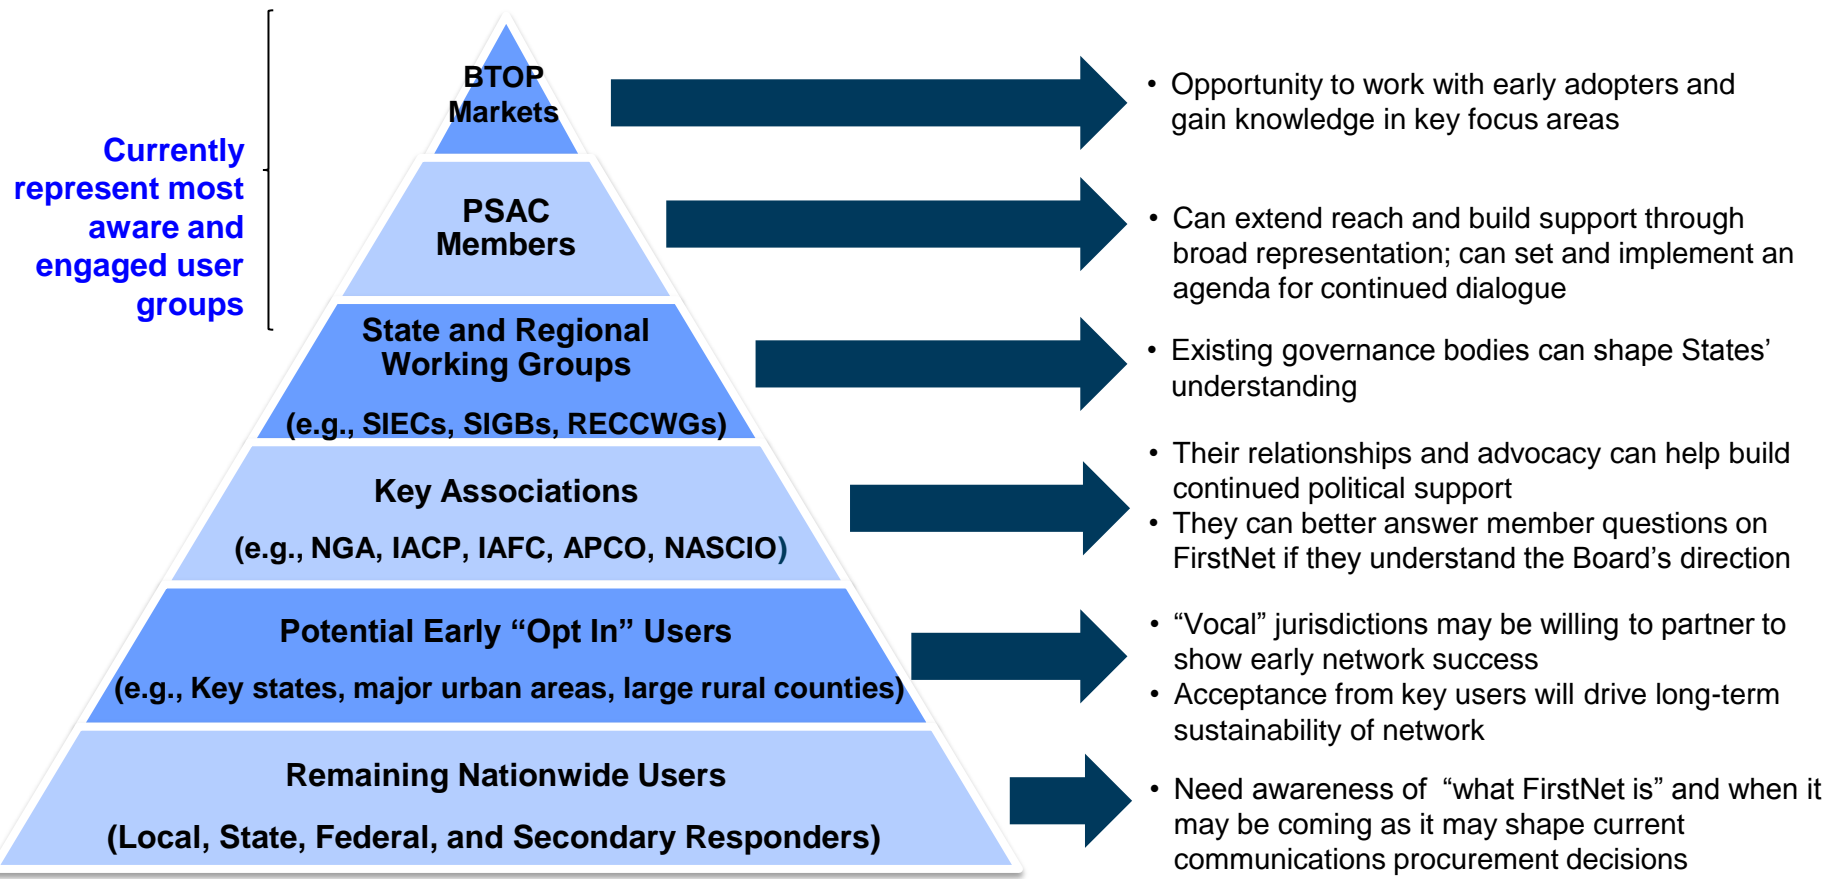 Currently
represent most
aware and
engaged user
groups
BTOP
Markets
• Opportunity to work with early adopters and
gain knowledge in key focus areas
PSAC
Members
• Can extend reach and build support through
broad representation; can set and implement an
agenda for continued dialogue
State and Regional
Working Groups
(e.g., SIECs, SIGBs, RECCWGs)
• Existing governance bodies can shape States’
understanding
Key Associations
(e.g., NGA, IACP, IAFC, APCO, NASCIO)
• Their relationships and advocacy can help build
continued political support
• They can better answer member questions on
FirstNet if they understand the Board’s direction
Potential Early “Opt In” Users
(e.g., Key states, major urban areas, large rural counties)
• “Vocal” jurisdictions may be willing to partner to
show early network success
• Acceptance from key users will drive long-term
sustainability of network
Remaining Nationwide Users
(Local, State, Federal, and Secondary Responders)
• Need awareness of “what FirstNet is” and when it
may be coming as it may shape current
communications procurement decisions